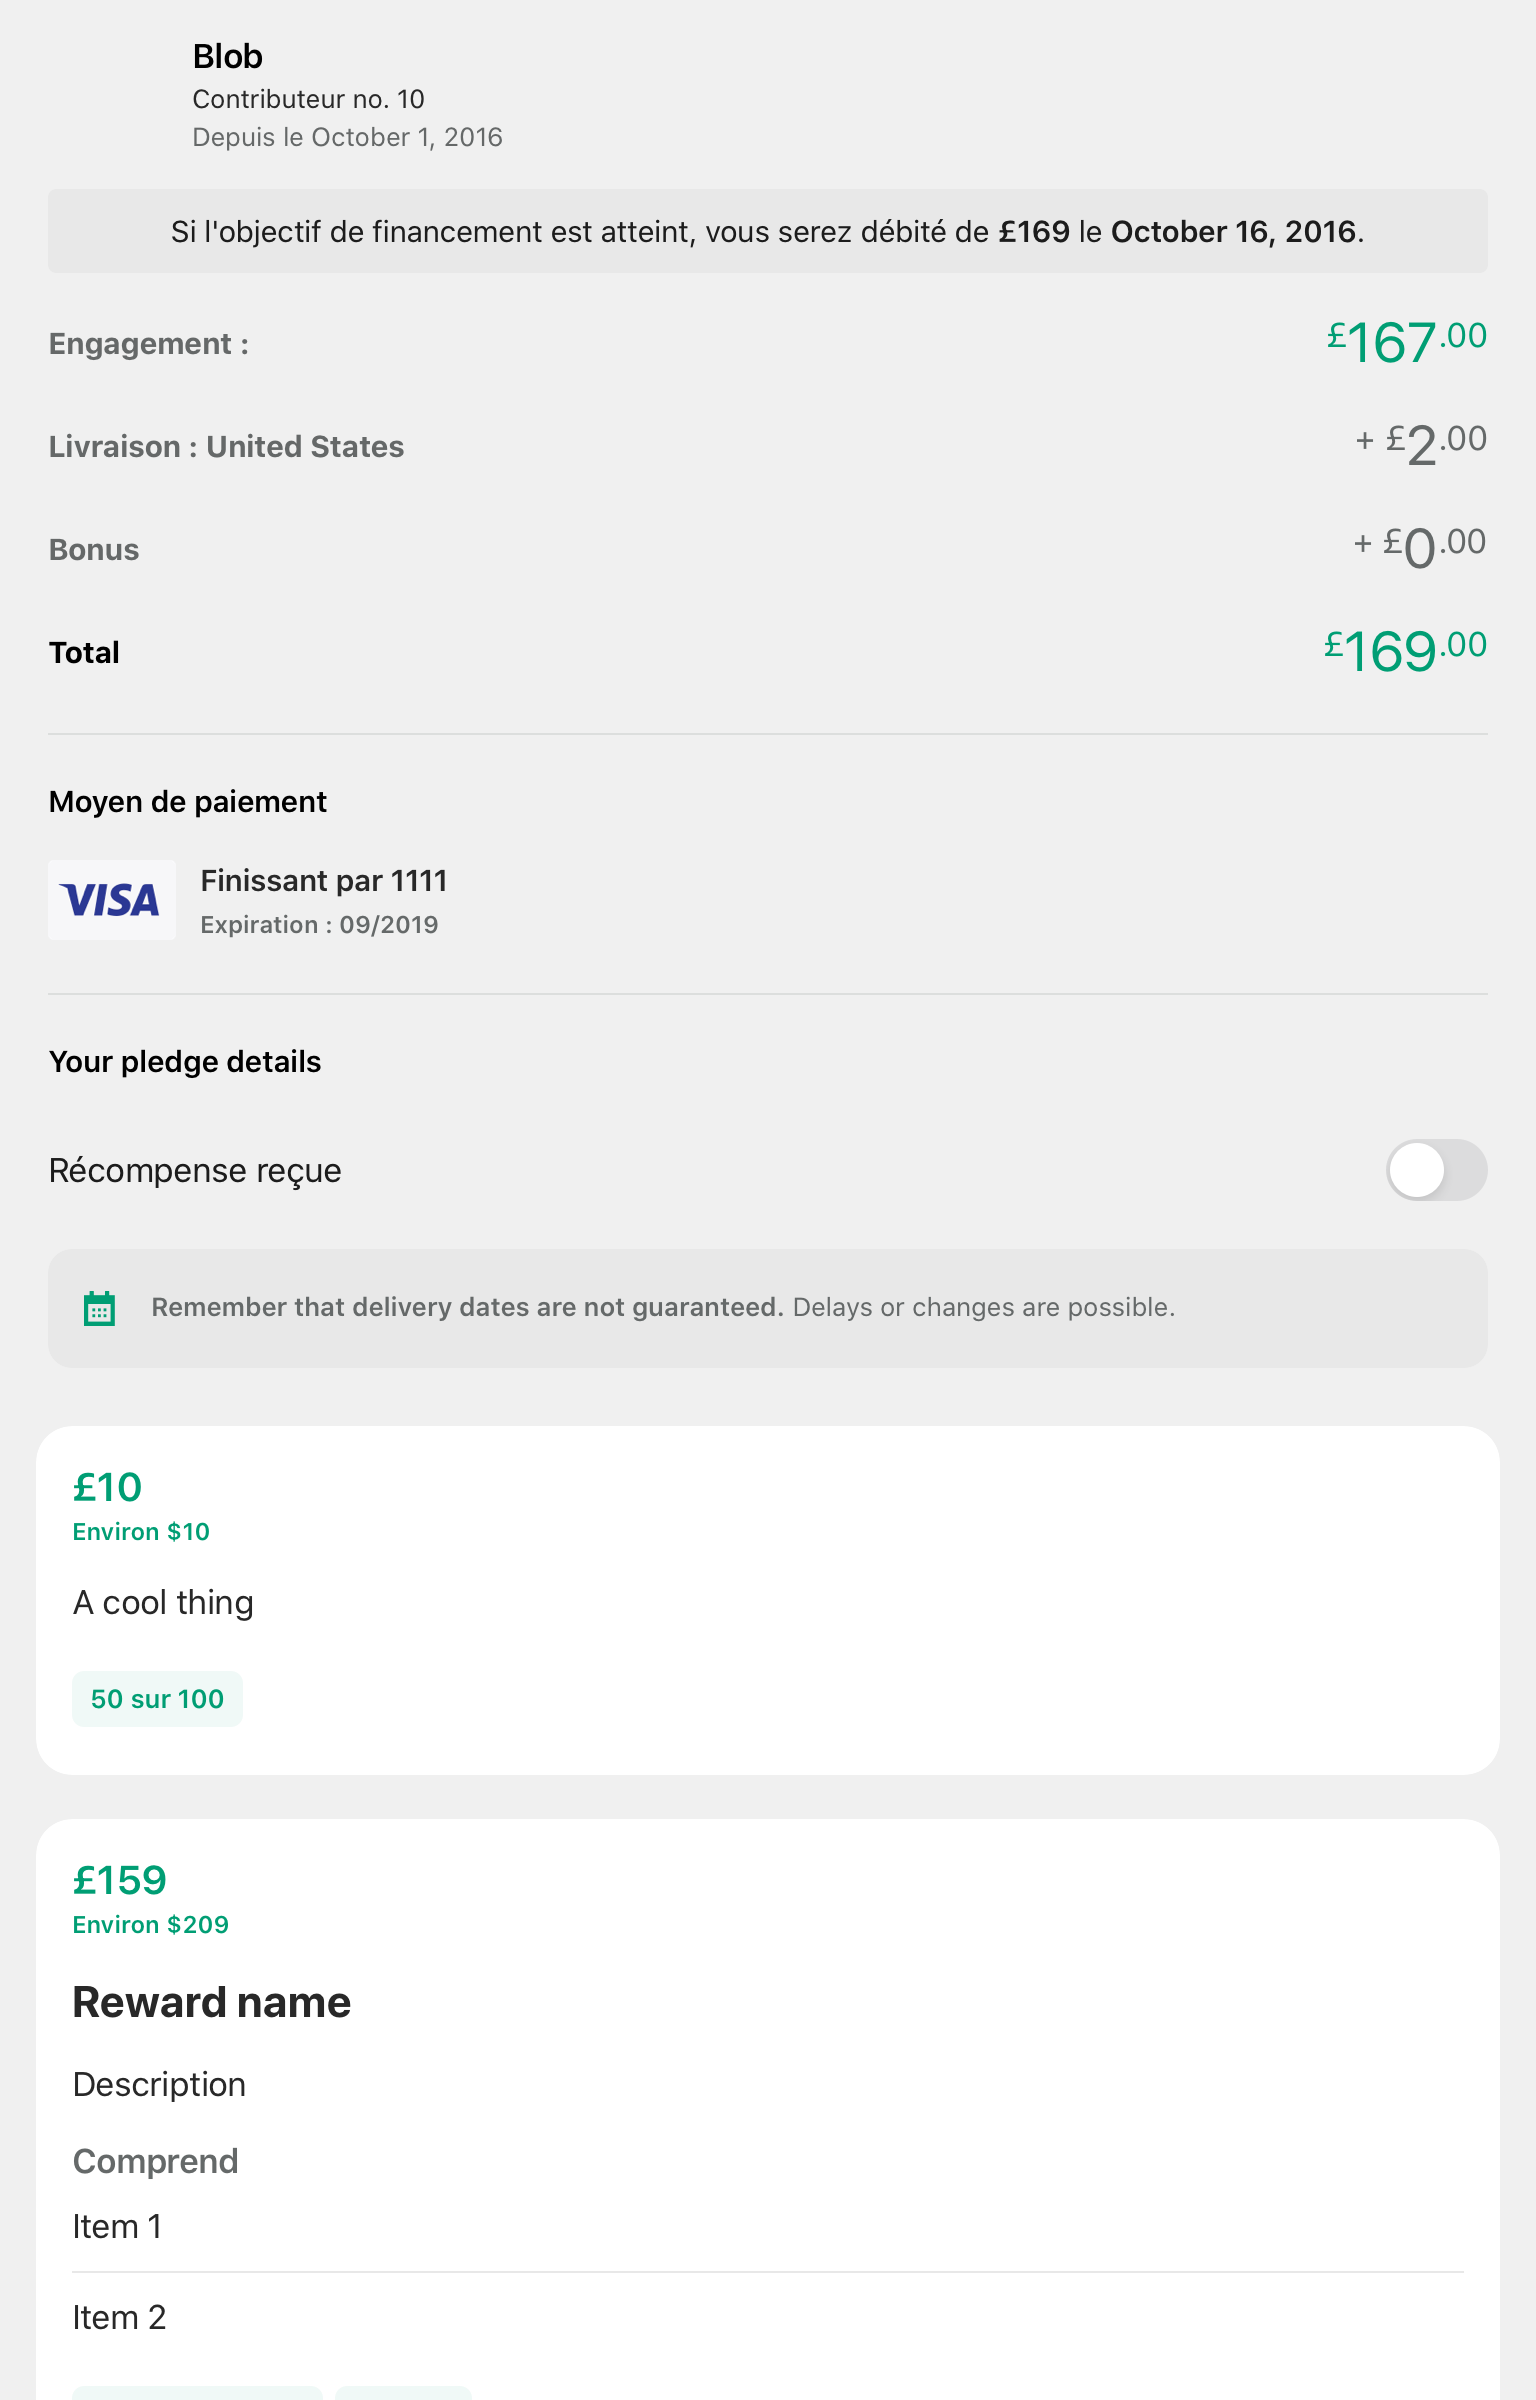 Blob
Contributeur no. 10
Depuis le October 1, 2016
Si l'objectif de financement est atteint, vous serez débité de £169 le October 16, 2016.
Engagement : £167.00
Livraison : United States + £2.00
Bonus + £0.00
Total £169.00
Moyen de paiement
VISA
Finissant par 1111
Expiration : 09/2019
Your pledge details
Récompense reçue
Remember that delivery dates are not guaranteed. Delays or changes are possible.
£10
Environ $10
A cool thing
50 sur 100
£159
Environ $209
Reward name
Description
Comprend
Item 1
Item 2